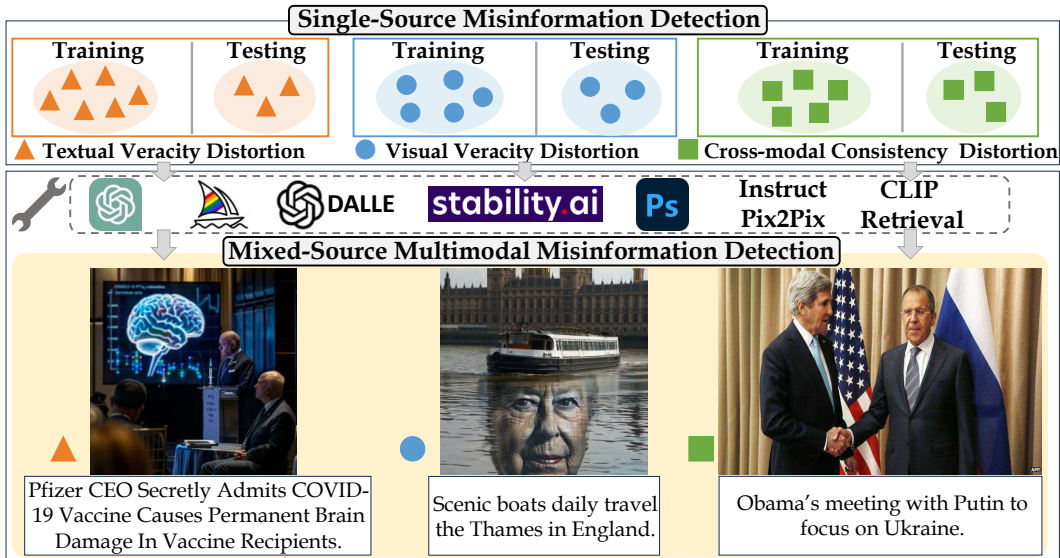 Single-Source Misinformation Detection
Training Testing
Training Testing
Training Testing
Textual Veracity Distortion
Visual Veracity Distortion
Cross-modal Consistency Distortion
DALLE
stability.ai
Ps
Instruct
Pix2Pix
CLIP
Retrieval
Mixed-Source Multimodal Misinformation Detection
AFP
Pfizer CEO Secretly Admits COVID-
19 Vaccine Causes Permanent Brain
Damage In Vaccine Recipients.
Scenic boats daily travel
the Thames in England.
Obama's meeting with Putin to
focus on Ukraine.